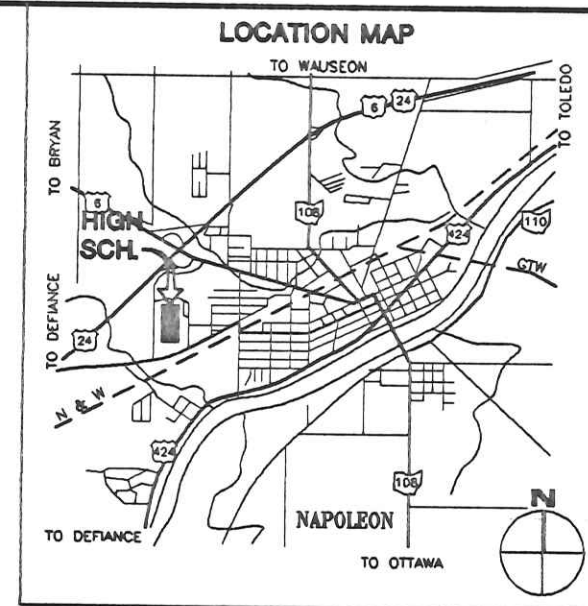 LOCATION MAP
TO WAUSEON
TO TOLEDO
TO BRYAN
6
24
6
108
110
HIGH
SCH.
424
GTW
TO DEFIANCE
24
N & W
424
108
N
NAPOLEON
TO DEFIANCE
TO OTTAWA